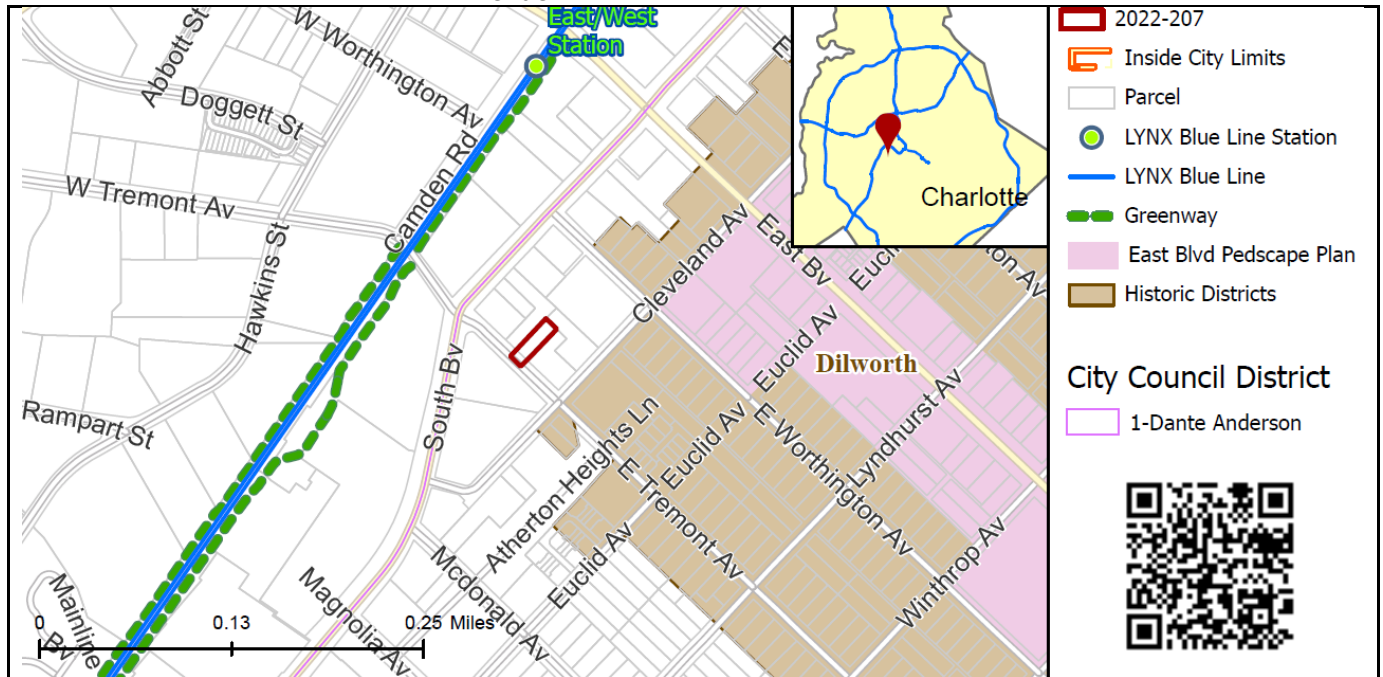 East/West
Station
W Worthington Av
Abbott St
Doggett St
Camden Rd
W Tremont Av
Hawkins St
Rampart St
South Bv
Cleveland Av
East Bv
Euclid Av
Dilworth
Lyndhurst Av
E Worthington Av
Euclid Av
Atherton Heights Ln
E Tremont Av
Euclid Av
Winthrop Av
Mcdonald Av
Magnolia Av
Mainline
Bv
0
0.13
0.25 Miles
Charlotte
2022-207
Inside City Limits
Parcel
LYNX Blue Line Station
LYNX Blue Line
Greenway
East Blvd Pedscape Plan
Historic Districts
City Council District
1-Dante Anderson